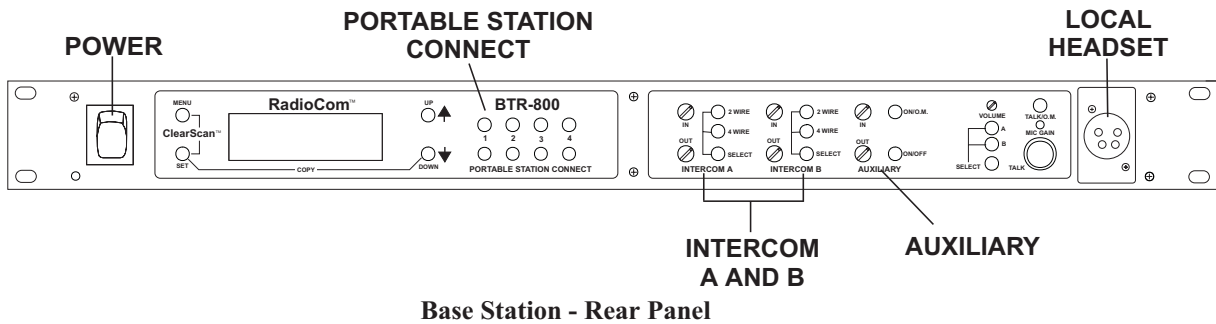 PORTABLE STATION
CONNECT
POWER
LOCAL
HEADSET
MENU
ClearScan™
SET
RadioCom™
COPY
UP
DOWN
BTR-800
1 2 3 4
PORTABLE STATION CONNECT
IN
OUT
2 WIRE
4 WIRE
SELECT
INTERCOM A
IN
OUT
2 WIRE
4 WIRE
SELECT
INTERCOM B
IN
OUT
ON/O.M.
ON/OFF
AUXILIARY
VOLUME
A
B
SELECT
TALK/O.M.
MIC GAIN
TALK
INTERCOM
A AND B
AUXILIARY
Base Station - Rear Panel